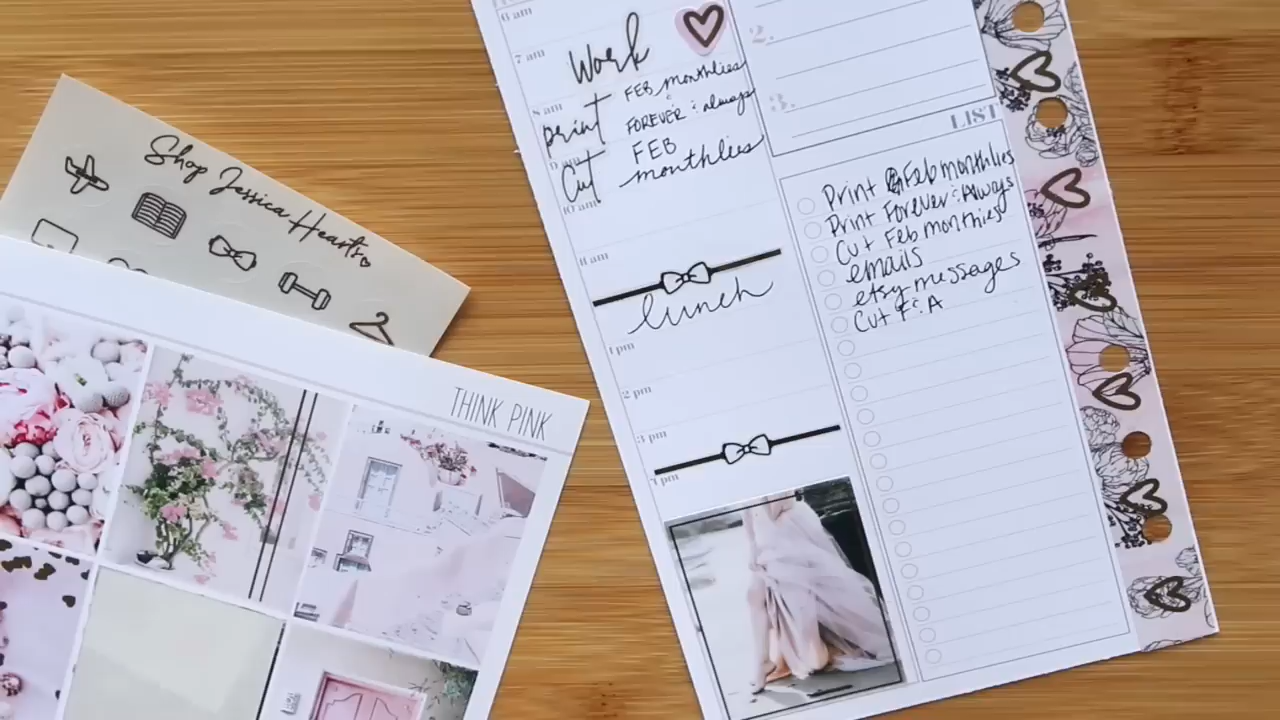 6 am
7 am
Work
8 am
FEB monthlies
print
FOREVER & always
9 am
Cut
FEB
monthlies
10 am
11 am
lunch
1 pm
2 pm
3 pm
4 pm
2.
3.
LIST
Print Feb monthlies
Print Forever & Always
Cut Feb monthlies
emails
etsy messages
Cut F & A
Shop Jessica Hearts
THINK PINK